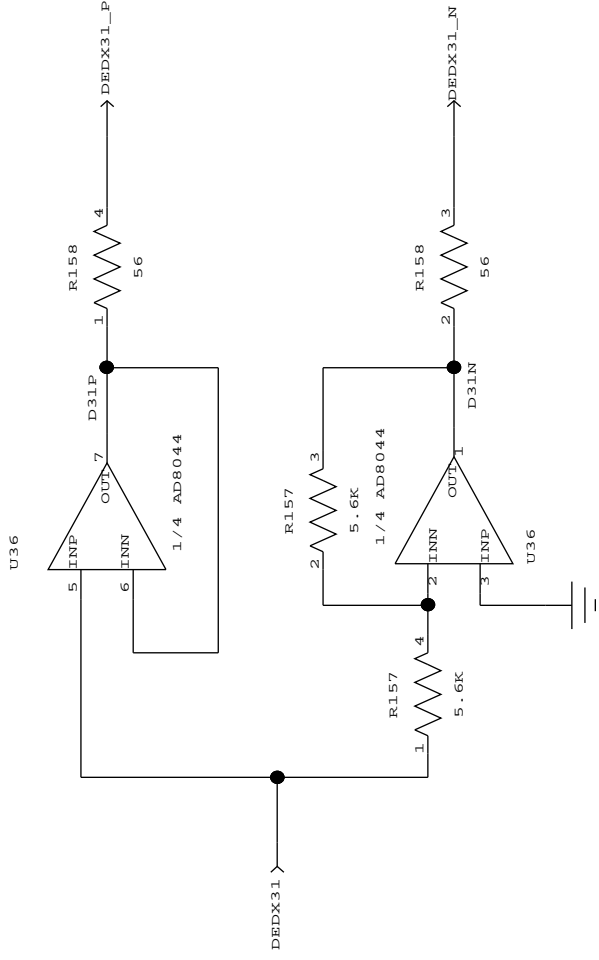 DEDX31_P
DEDX31_N
4
R158
56
1
3
R158
56
2
D31P
D31N
7
OUT
1/4 AD8044
U36
INP
INN
5
6
3
R157
5.6K
2
1/4 AD8044
1
OUT
INN
INP
U36
2
3
4
R157
5.6K
1
DEDX31